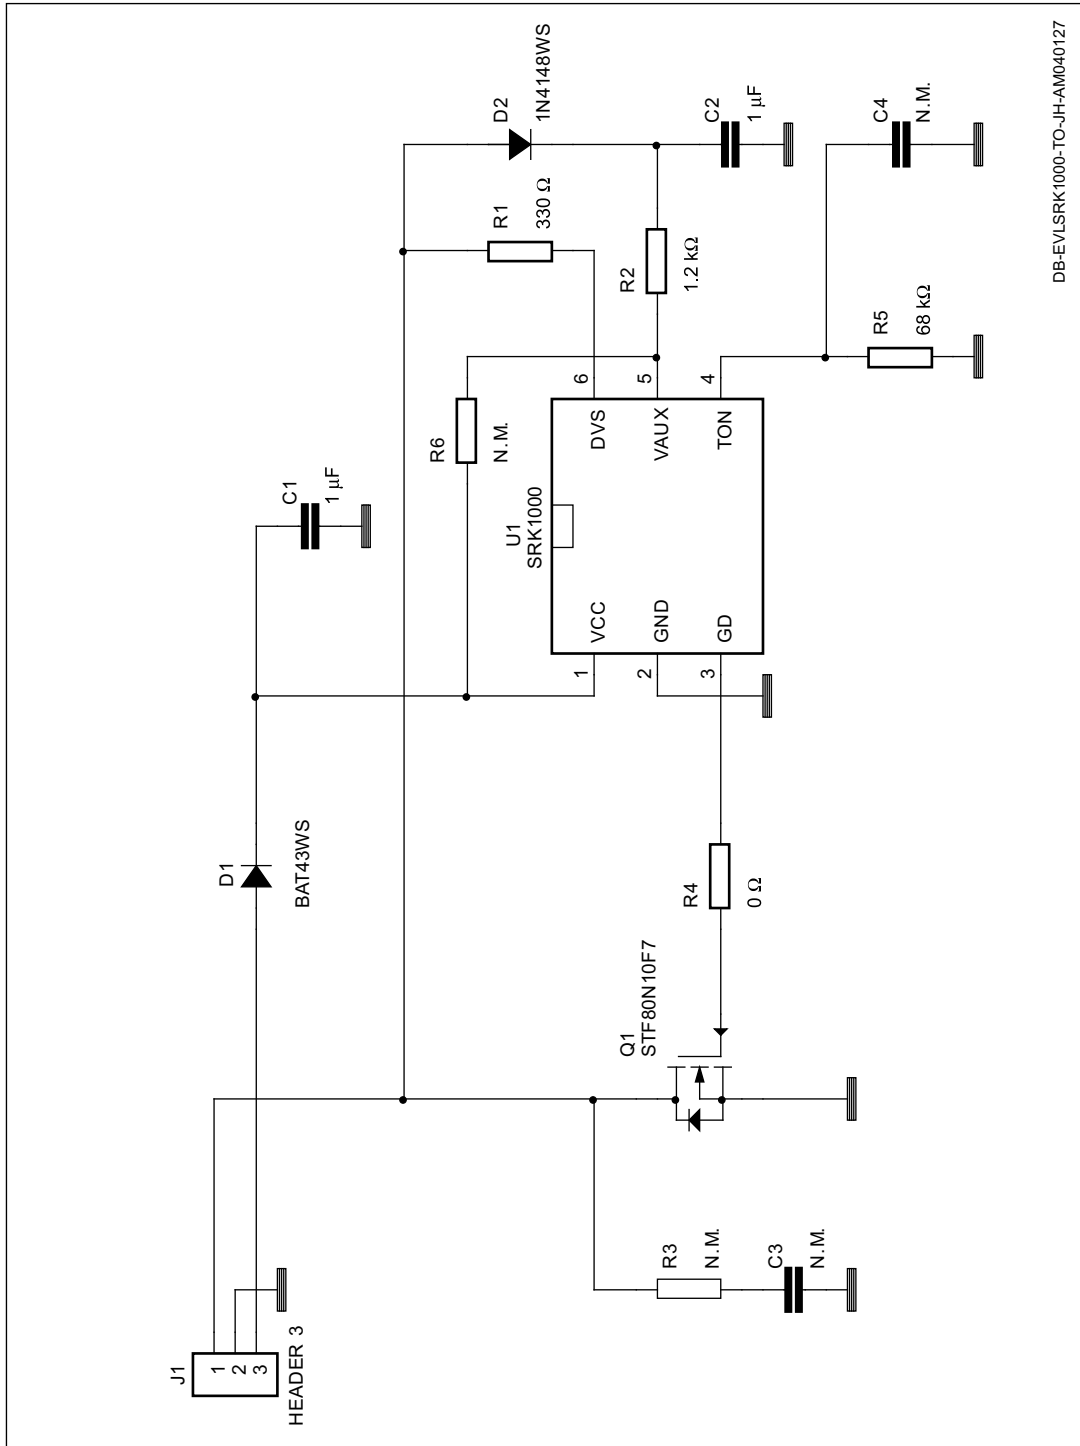 J1
HEADER 3
1
2
3
D1
BAT43WS
C1
1 µF
R3
N.M.
C3
N.M.
Q1
STF80N10F7
R4
0 Ω
R6
N.M.
U1
SRK1000
1
VCC
2
GND
3
GD
DVS
6
VAUX
5
TON
4
R1
330 Ω
D2
1N4148WS
R2
1.2 kΩ
C2
1 µF
R5
68 kΩ
C4
N.M.
DB-EVLSRK1000-TO-JH-AM040127